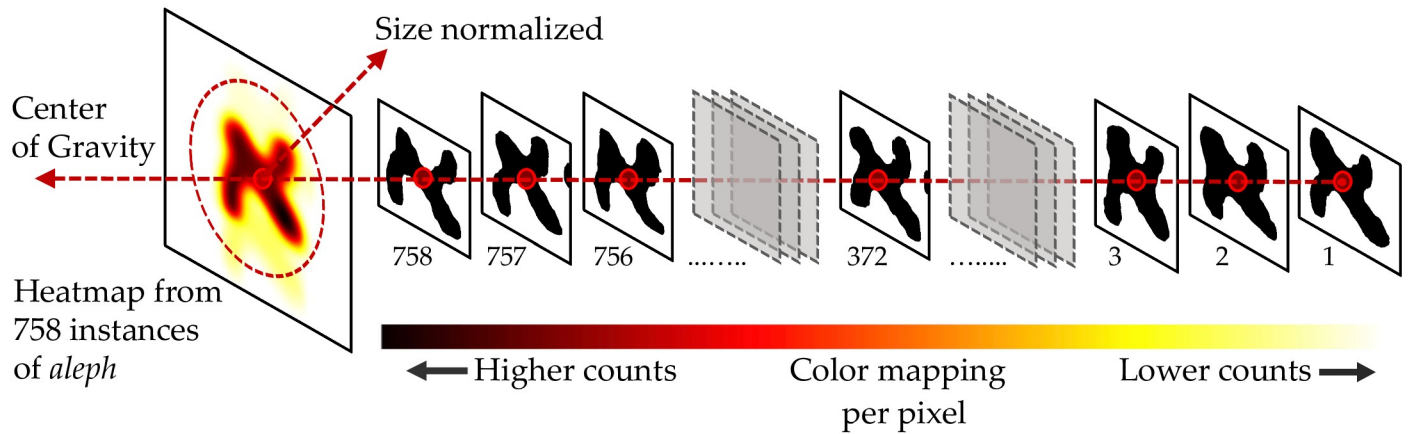 Size normalized
Center
of Gravity
Heatmap from
758 instances
of aleph
758
757
756
....…..
372
…......
3
2
1
Higher counts
Color mapping
per pixel
Lower counts